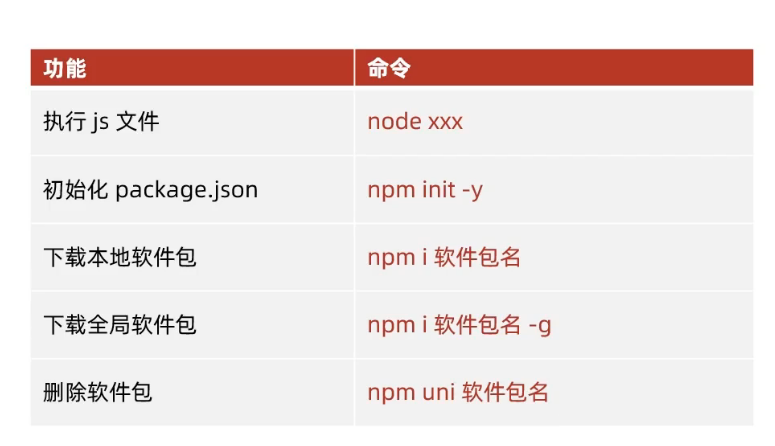 功能 命令
执行 js 文件 node xxx
初始化 package.json npm init -y
下载本地软件包 npm i 软件包名
下载全局软件包 npm i 软件包名 -g
删除软件包 npm uni 软件包名